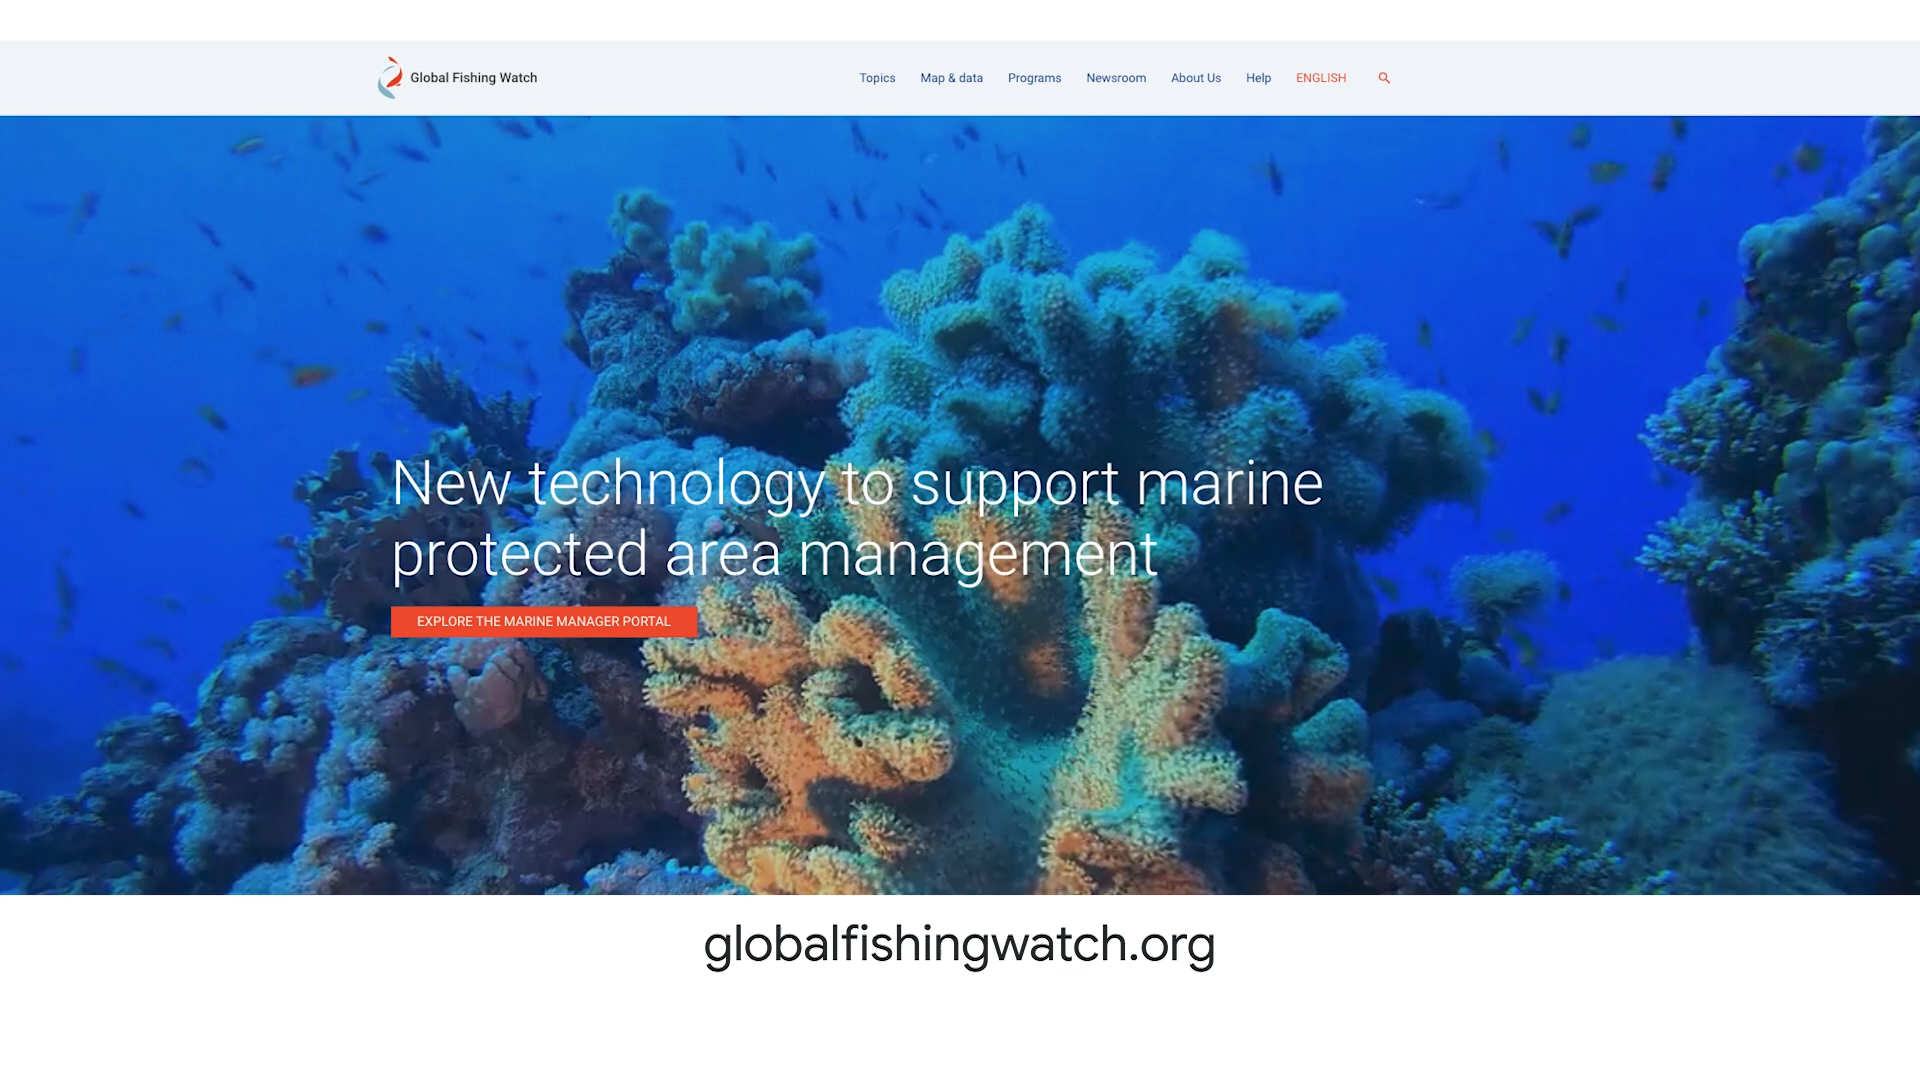 Global Fishing Watch
Topics Map & data Programs Newsroom About Us Help ENGLISH
New technology to support marine
protected area management
EXPLORE THE MARINE MANAGER PORTAL
globalfishingwatch.org